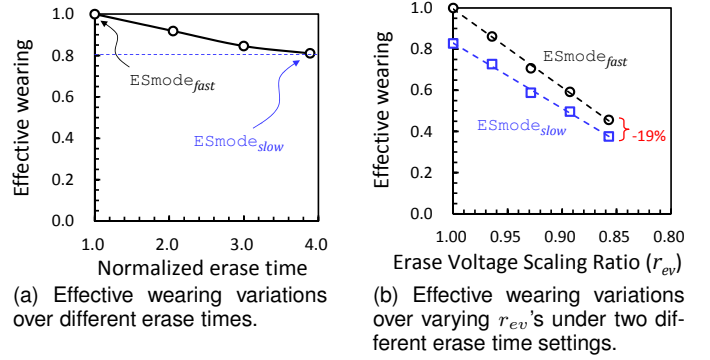 1.0
0.8
0.6
0.4
0.2
0.0
Effective wearing
ESmode_fast
ESmode_slow
1.0 2.0 3.0 4.0
Normalized erase time
(a) Effective wearing variations
over different erase times.
1.0
0.8
0.6
0.4
0.2
0.0
Effective wearing
ESmode_fast
ESmode_slow
-19%
1.00 0.95 0.90 0.85 0.80
Erase Voltage Scaling Ratio (r_ev)
(b) Effective wearing variations
over varying r_ev's under two dif-
ferent erase time settings.